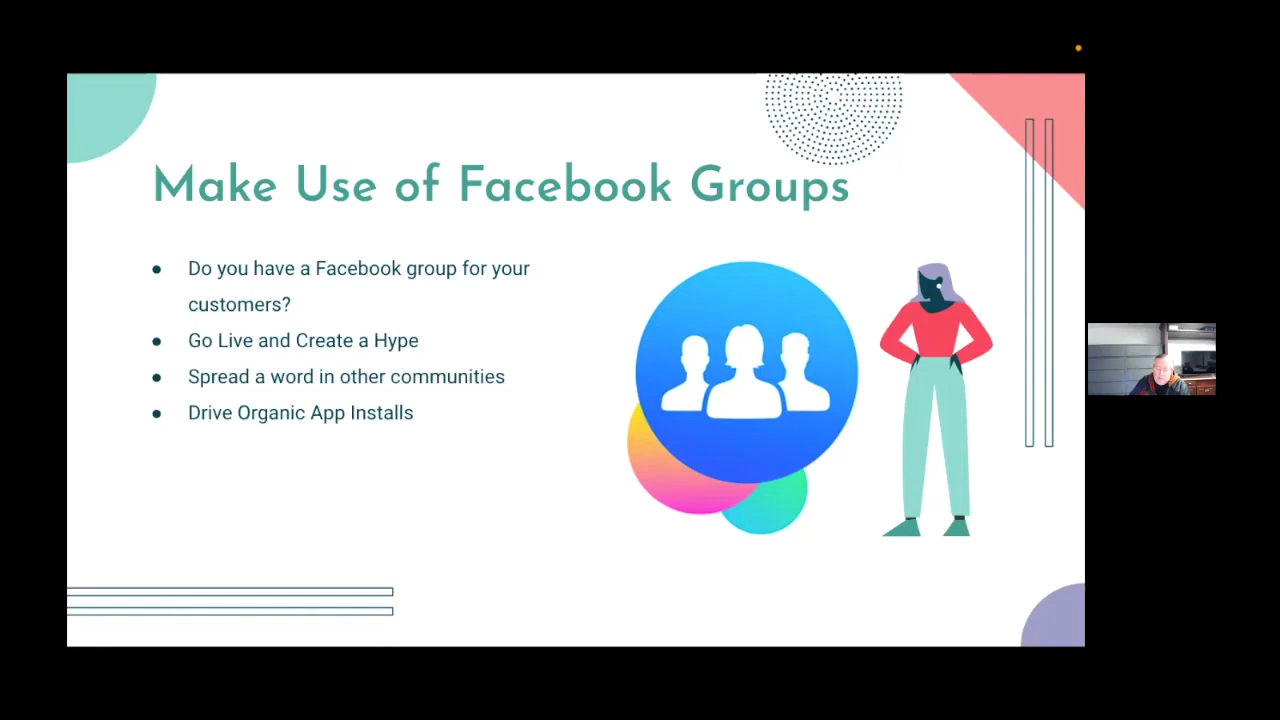 Make Use of Facebook Groups
● Do you have a Facebook group for your
customers?
● Go Live and Create a Hype
● Spread a word in other communities
● Drive Organic App Installs